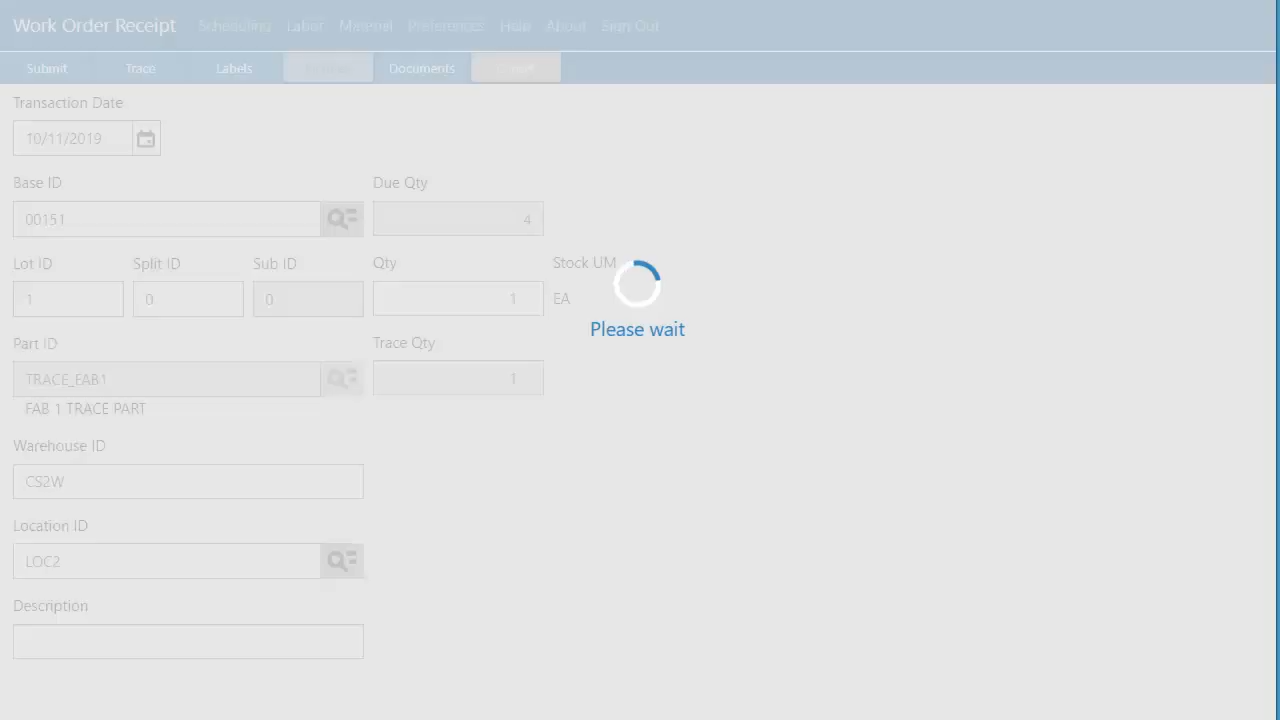 Work Order Receipt Scheduling Labor Material Preferences Help About Sign Out
Submit Trace Labels Documents
Transaction Date
10/11/2019
Base ID Due Qty
00151 4
Lot ID Split ID Sub ID Qty Stock UM
1 0 0 1 EA
Please wait
Part ID Trace Qty
TRACE_FAB1 1
FAB 1 TRACE PART
Warehouse ID
CS2W
Location ID
LOC2
Description